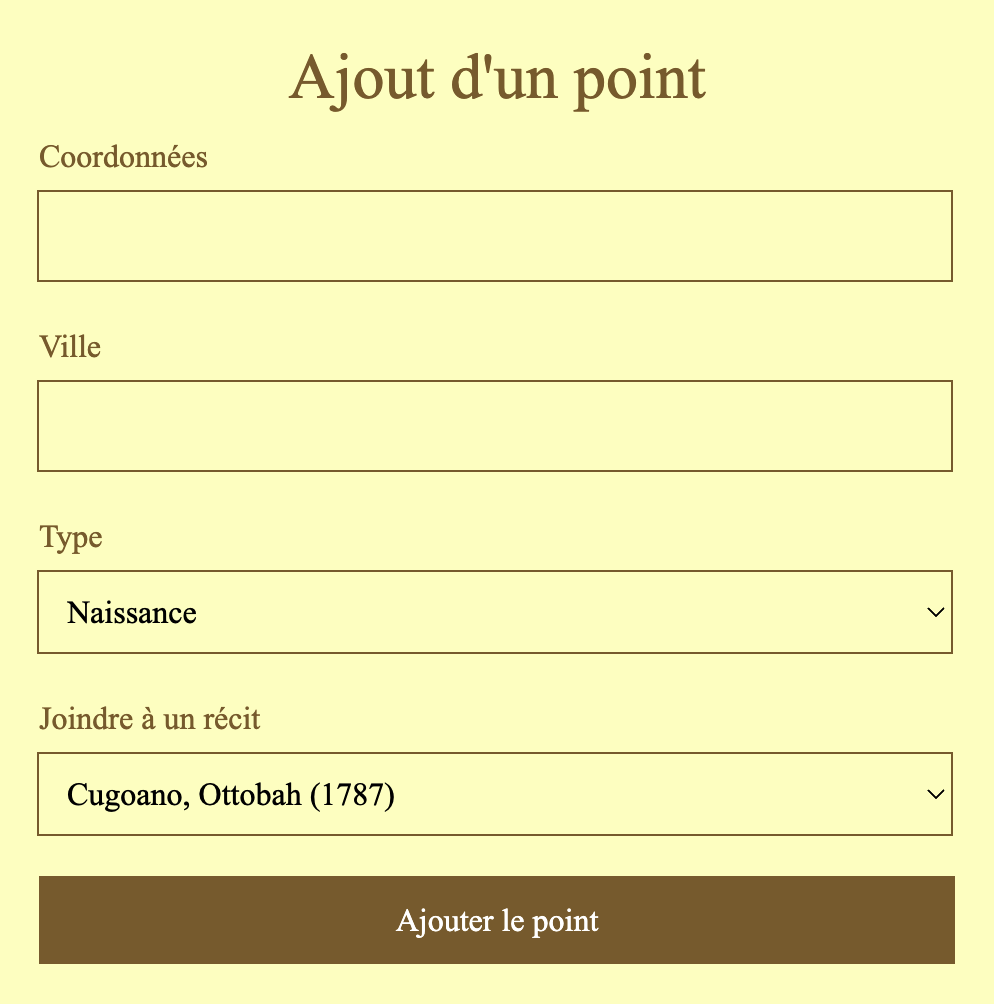 Ajout d'un point
Coordonnées
Ville
Type
Naissance
Joindre à un récit
Cugoano, Ottobah (1787)
Ajouter le point